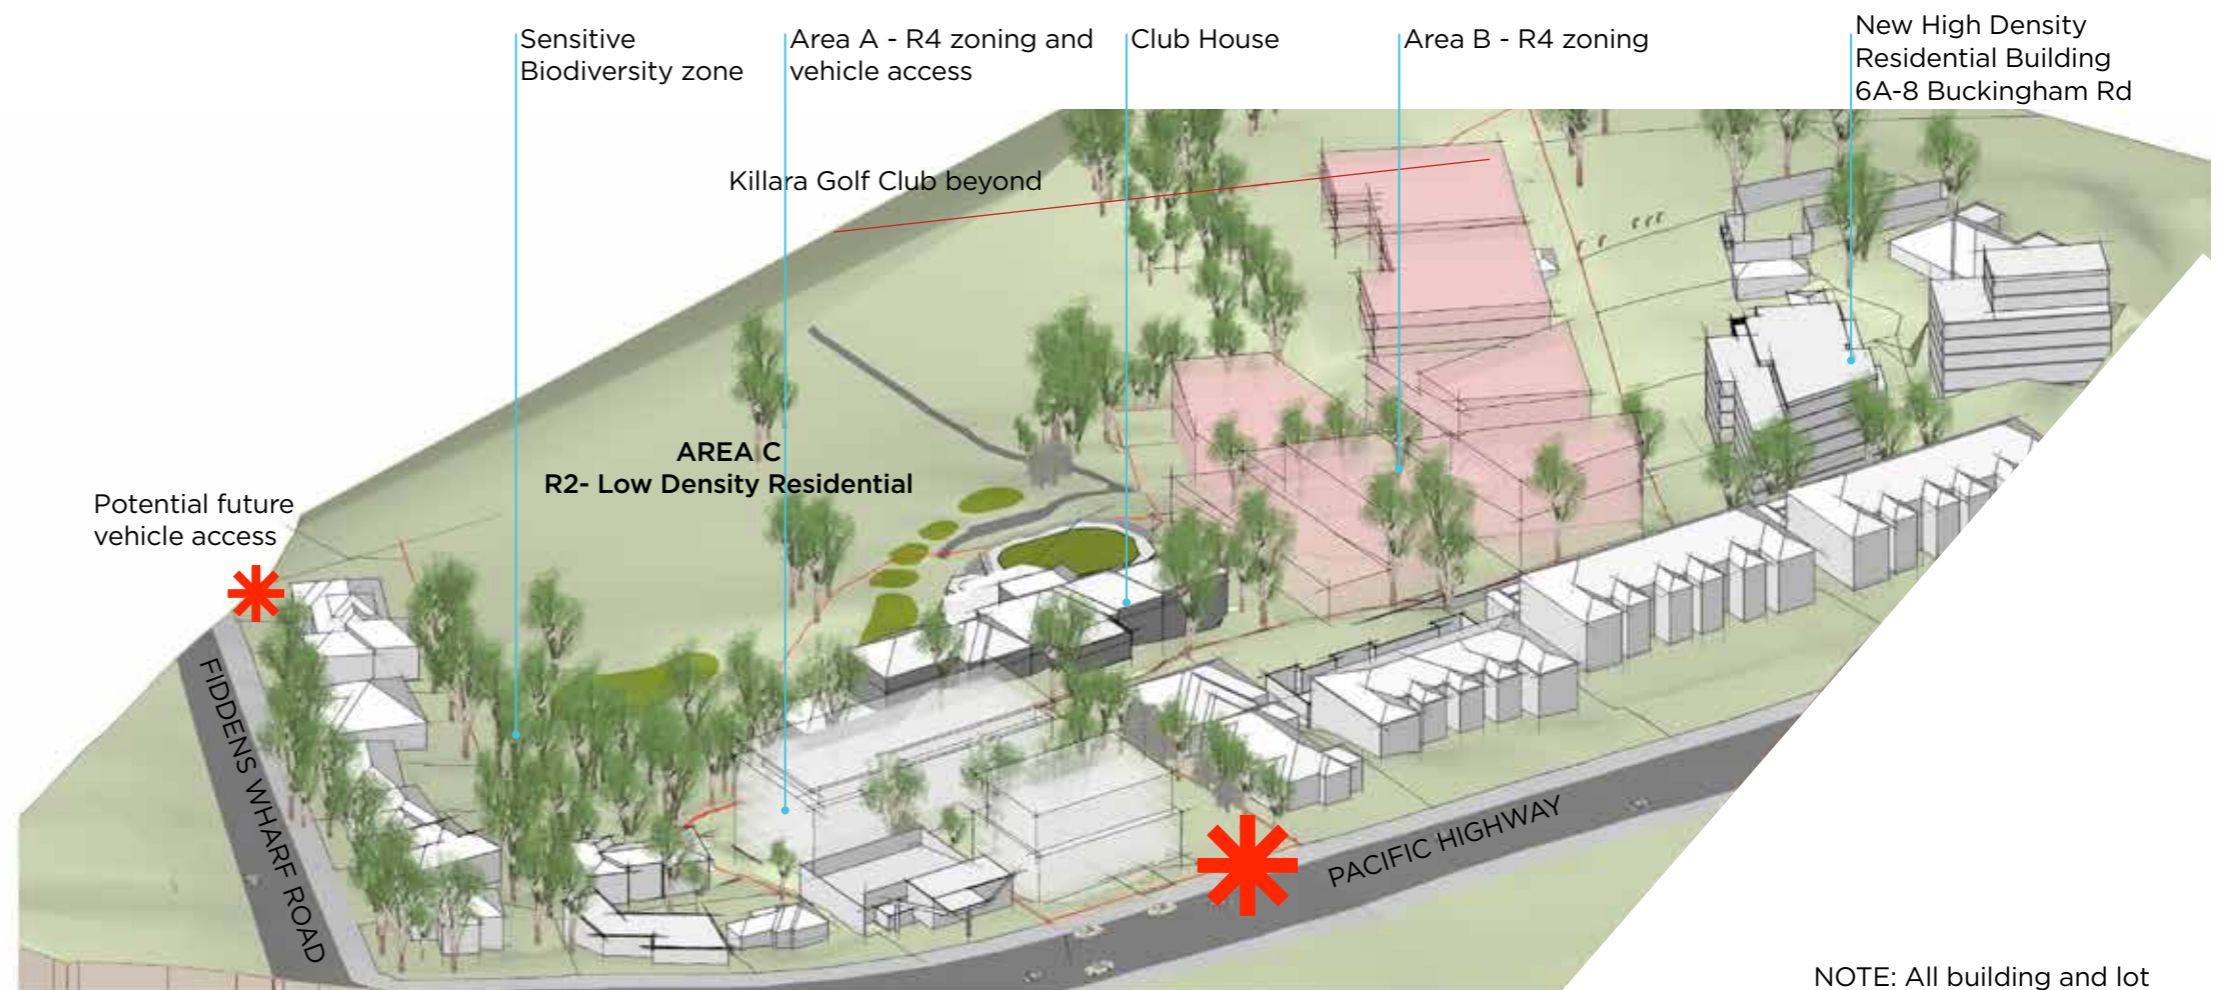 Sensitive
Biodiversity zone
Area A - R4 zoning and
vehicle access
Club House
Area B - R4 zoning
New High Density
Residential Building
6A-8 Buckingham Rd
Killara Golf Club beyond
AREA C
R2- Low Density Residential
Potential future
vehicle access
FIDDENS WHARF ROAD
PACIFIC HIGHWAY
NOTE: All building and lot